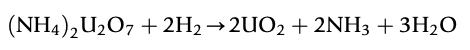 (NH₄)₂U₂O₇ + 2H₂ → 2UO₂ + 2NH₃ + 3H₂O